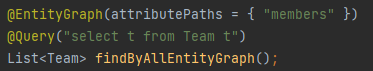 @EntityGraph(attributePaths = { "members" })
@Query("select t from Team t")
List<Team> findByAllEntityGraph();